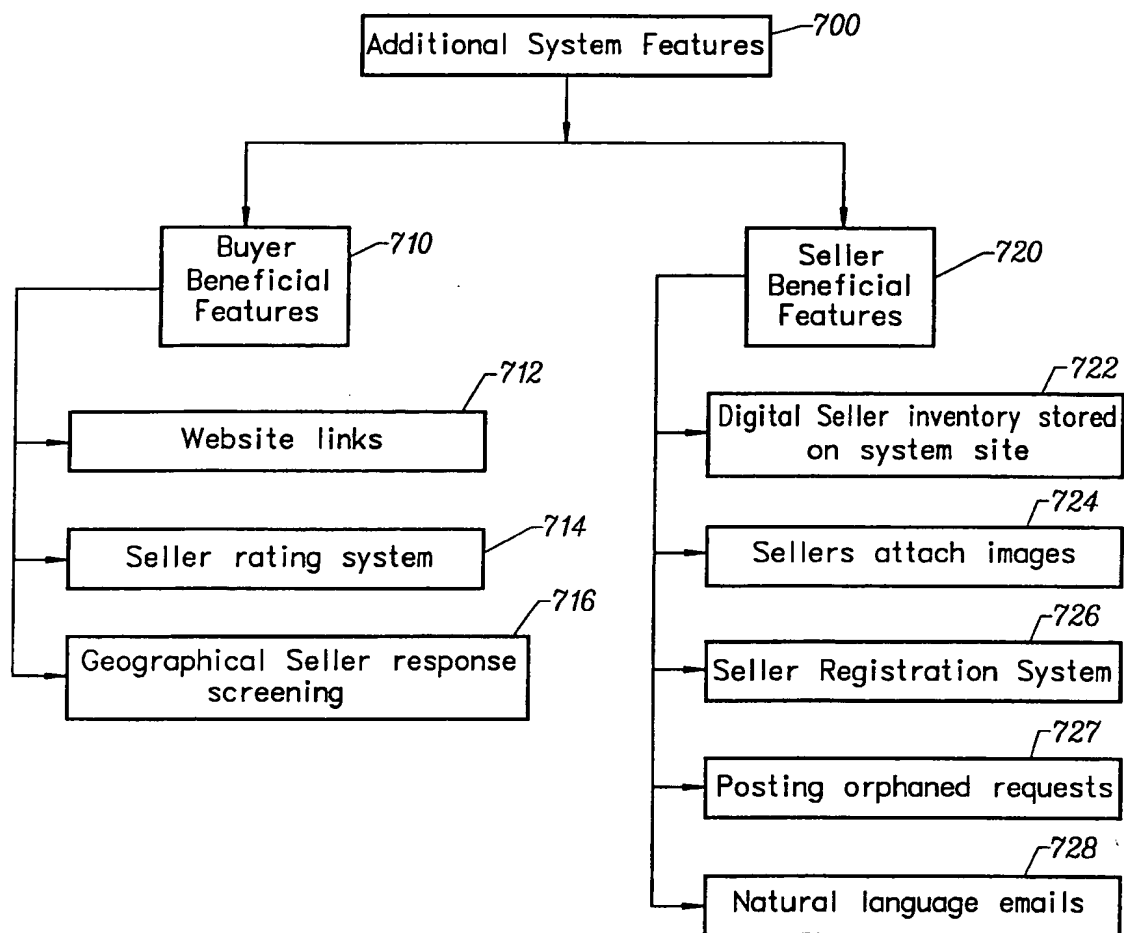 700
Additional System Features
Buyer
Beneficial
Features
710
712
Website links
714
Seller rating system
716
Geographical Seller response
screening
Seller
Beneficial
Features
720
722
Digital Seller inventory stored
on system site
724
Sellers attach images
726
Seller Registration System
727
Posting orphaned requests
728
Natural language emails